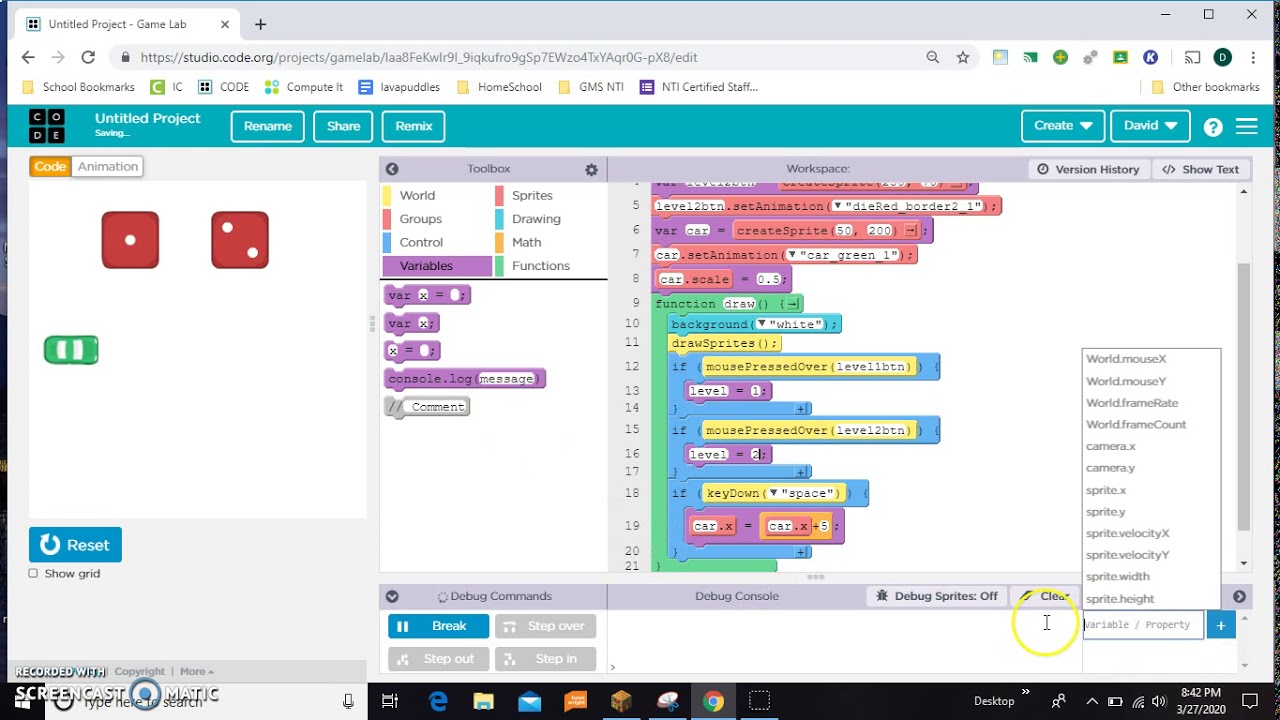 Untitled Project - Game Lab
https://studio.code.org/projects/gamelab/Iaa8FeKwIr9l_9iqkufro9gSp7EWzo4TxYAqr0G-pX8/edit
School Bookmarks
IC
CODE
Compute It
lavapuddles
HomeSchool
GMS NTI
NTI Certified Staff...
Other bookmarks
CODE
Untitled Project
Saving...
Rename
Share
Remix
Create
David
?
Code
Animation
Toolbox
Workspace:
Version History
</> Show Text
World
Sprites
Groups
Drawing
Control
Math
Variables
Functions
var x = ;
var x;
x = ;
console.log(message)
// Comment
var level2btn = createSprite(
5 level2btn.setAnimation("dieRed_border2_1");
6 var car = createSprite(50, 200);
7 car.setAnimation("car_green_1");
8 car.scale = 0.5;
9 function draw() {
10 background("white");
11 drawSprites();
12 if (mousePressedOver(level1btn)) {
13 level = 1;
14 }
15 if (mousePressedOver(level2btn)) {
16 level = 2;
17 }
18 if (keyDown("space")) {
19 car.x = car.x+5;
20 }
21 }
World.mouseX
World.mouseY
World.frameRate
World.frameCount
camera.x
camera.y
sprite.x
sprite.y
sprite.velocityX
sprite.velocityY
sprite.width
sprite.height
Reset
Show grid
Debug Commands
Debug Console
Debug Sprites: Off
Clear
Break
Step over
Step out
Step in
Variable / Property
+
>
RECORDED WITH
SCREENCAST MATIC
Copyright
More
Type here to search
Desktop
8:42 PM
3/27/2020